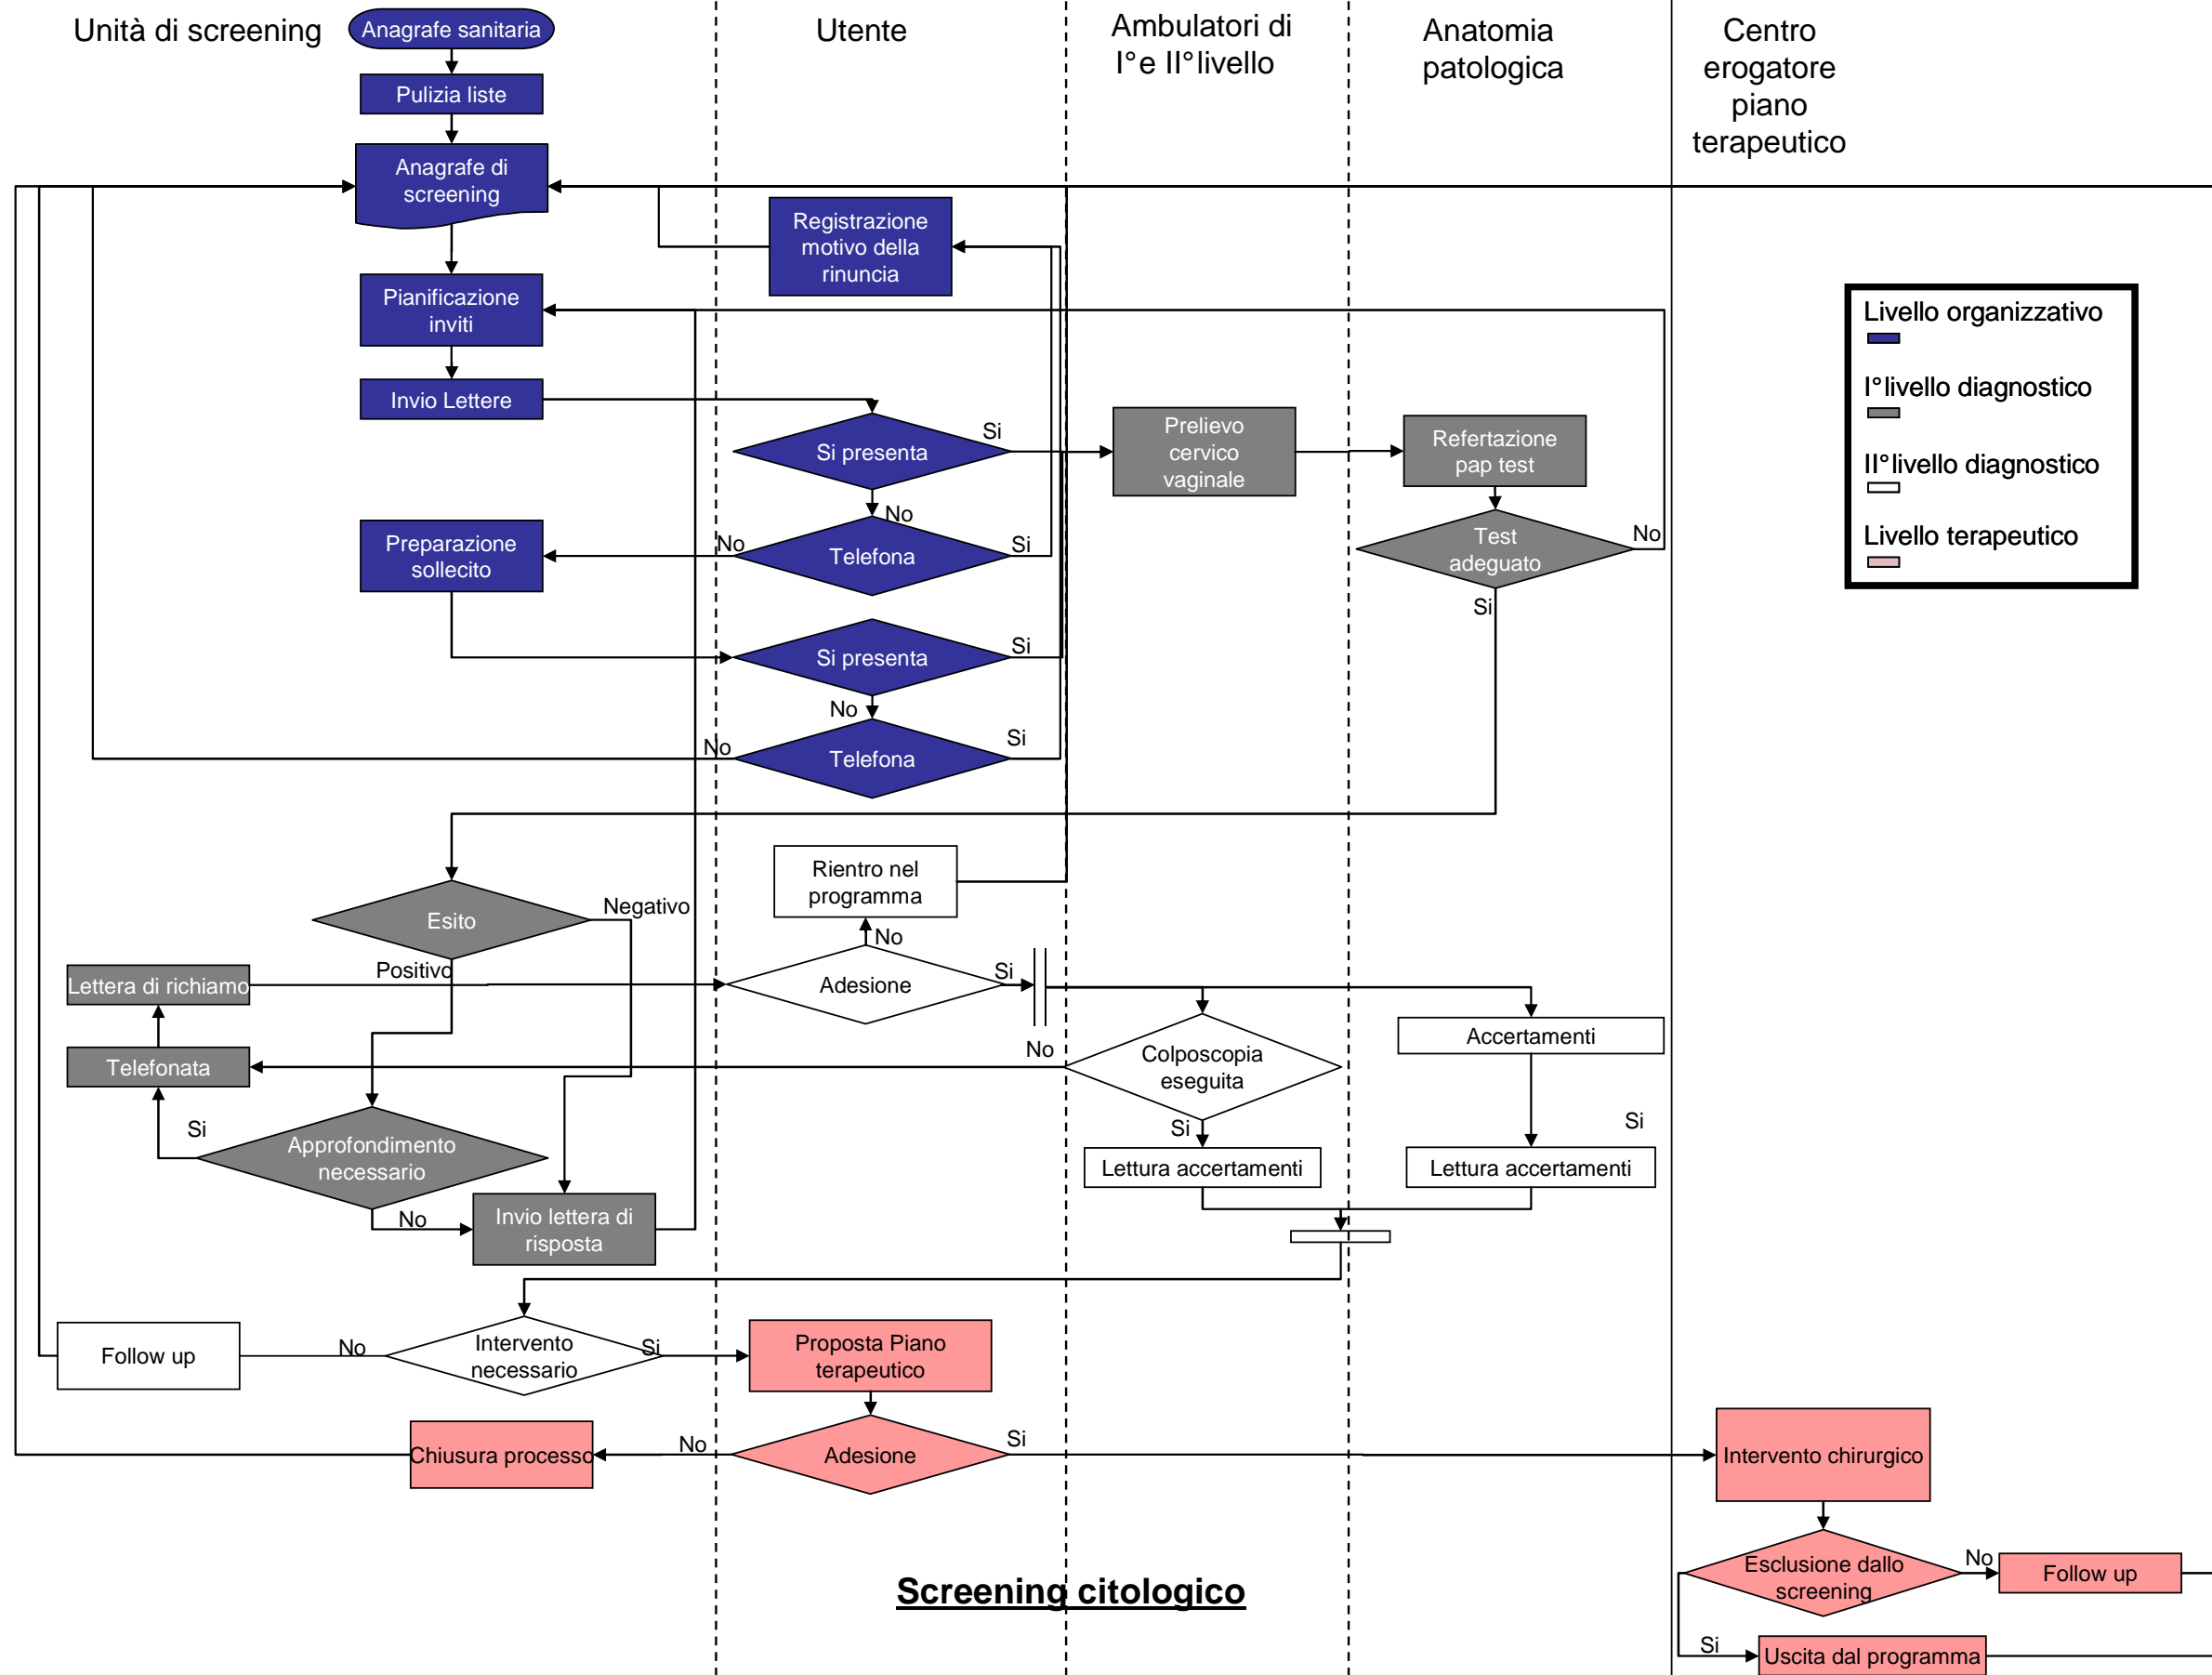 Unità di screening
Anagrafe sanitaria
Utente
Ambulatori di
I° e II° livello
Anatomia
patologica
Centro
erogatore
piano
terapeutico
Pulizia liste
Anagrafe di
screening
Registrazione
motivo della
rinuncia
Pianificazione
inviti
Livello organizzativo
I° livello diagnostico
II° livello diagnostico
Livello terapeutico
Invio Lettere
Si presenta
Si
No
Prelievo
cervico
vaginale
Refertazione
pap test
Preparazione
sollecito
No
Telefona
Si
Test
adeguato
No
Si
Si presenta
Si
No
No
Telefona
Si
Rientro nel
programma
Esito
Negativo
No
Lettera di richiamo
Positivo
Adesione
Si
Accertamenti
Telefonata
No
Colposcopia
eseguita
Si
Si
Si
Approfondimento
necessario
Lettura accertamenti
Lettura accertamenti
No
Invio lettera di
risposta
Follow up
No
Intervento
necessario
Si
Proposta Piano
terapeutico
Chiusura processo
No
Adesione
Si
Intervento chirurgico
Esclusione dallo
screening
No
Follow up
Screening citologico
Si
Uscita dal programma